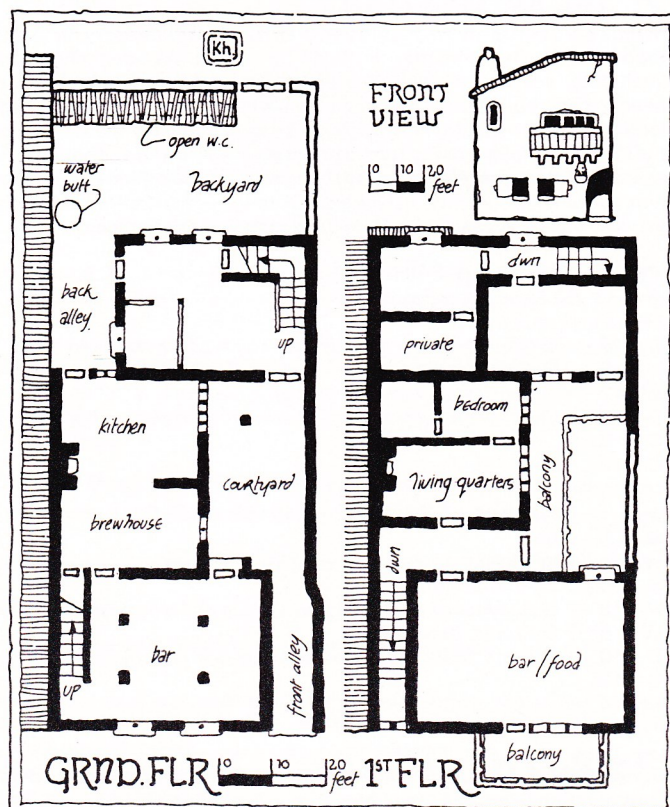 Kh.
FRONT
VIEW
0 10 20
feet
open w.c.
water
butt
backyard
back
alley
up
kitchen
courtyard
brewhouse
bar
UP
front alley
GRND. FLR
0 10 20
feet
dwn
private
bedroom
living quarters
balcony
dwn
bar/food
balcony
1ST FLR